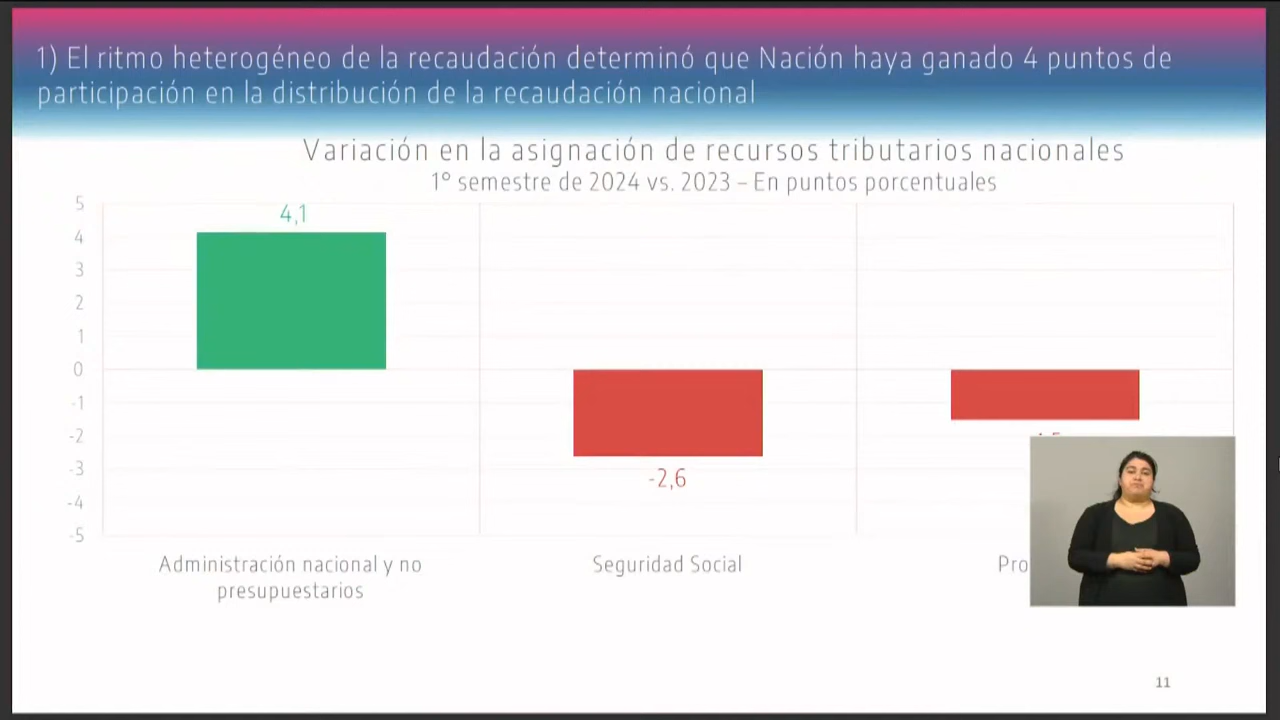 1) El ritmo heterogéneo de la recaudación determinó que Nación haya ganado 4 puntos de
participación en la distribución de la recaudación nacional
Variación en la asignación de recursos tributarios nacionales
1° semestre de 2024 vs. 2023 – En puntos porcentuales
5
4
3
2
1
0
-1
-2
-3
-4
-5
4,1
-2,6
Administración nacional y no
presupuestarios
Seguridad Social
11